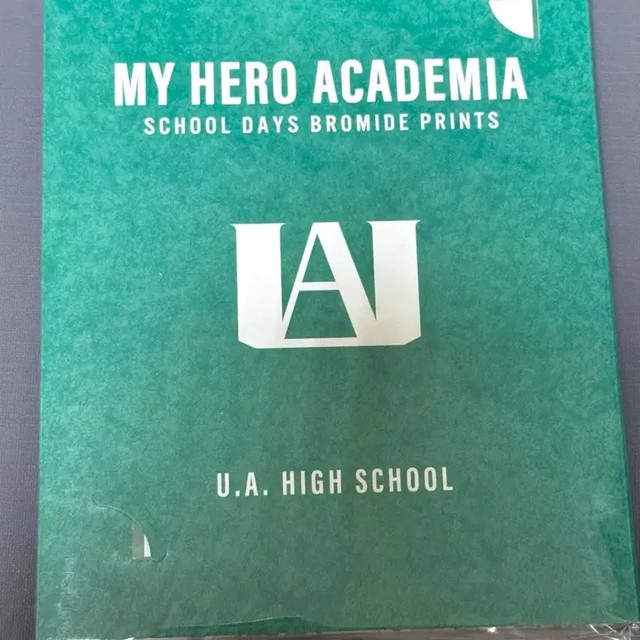 MY HERO ACADEMIA
SCHOOL DAYS BROMIDE PRINTS
UA
U.A. HIGH SCHOOL